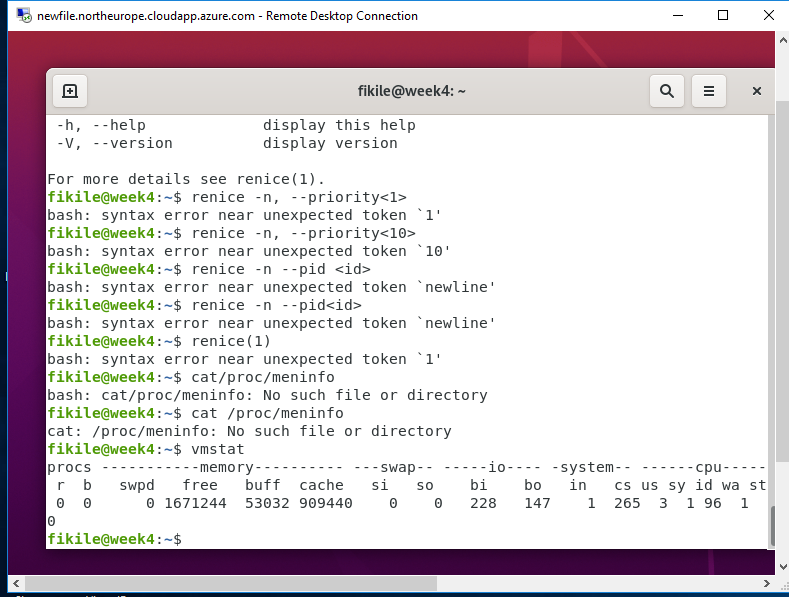 newfile.northeurope.cloudapp.azure.com - Remote Desktop Connection
fikile@week4: ~
-h, --help             display this help
-V, --version          display version
For more details see renice(1).
fikile@week4:~$ renice -n, --priority<1>
bash: syntax error near unexpected token `1'
fikile@week4:~$ renice -n, --priority<10>
bash: syntax error near unexpected token `10'
fikile@week4:~$ renice -n --pid <id>
bash: syntax error near unexpected token `newline'
fikile@week4:~$ renice -n --pid<id>
bash: syntax error near unexpected token `newline'
fikile@week4:~$ renice(1)
bash: syntax error near unexpected token `1'
fikile@week4:~$ cat/proc/meninfo
bash: cat/proc/meninfo: No such file or directory
fikile@week4:~$ cat /proc/meninfo
cat: /proc/meninfo: No such file or directory
fikile@week4:~$ vmstat
procs -----------memory---------- ---swap-- -----io---- -system-- ------cpu-----
 r  b   swpd   free   buff  cache   si   so    bi    bo   in   cs us sy id wa st
 0  0      0 1671244  53032 909440    0    0   228   147    1  265  3  1 96  1
0
fikile@week4:~$